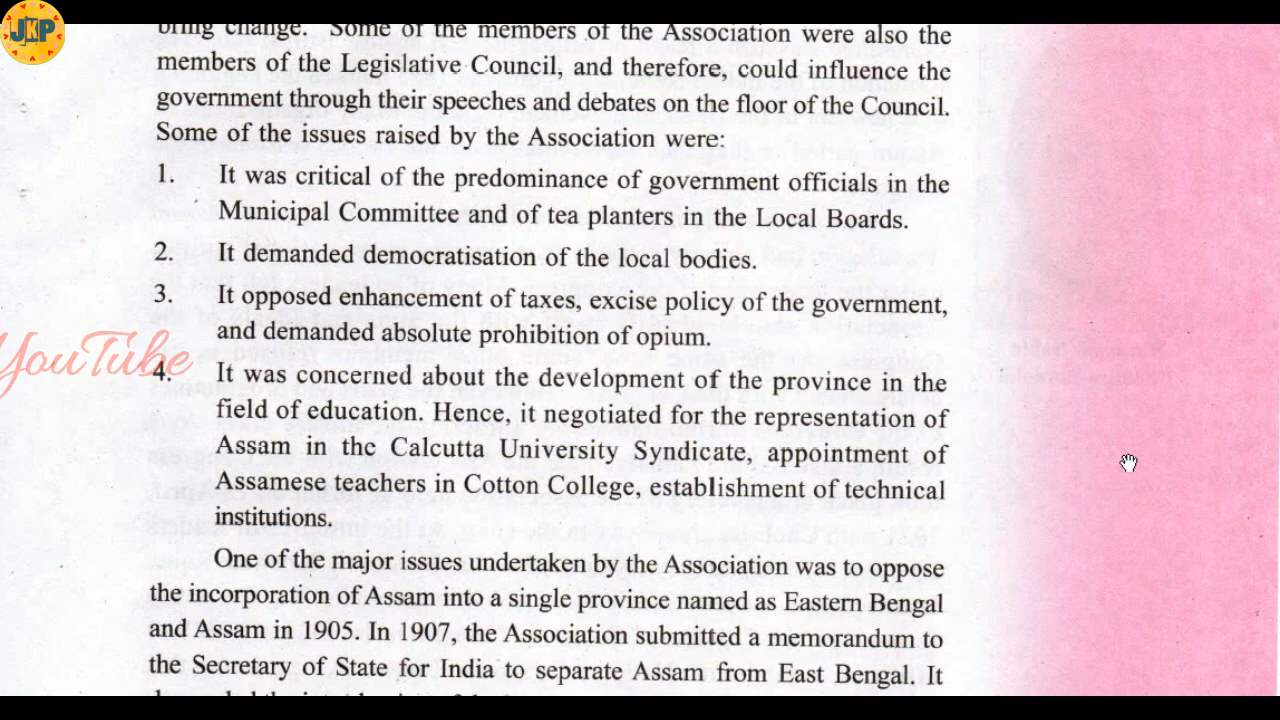 JKP
bring change. Some of the members of the Association were also the
members of the Legislative Council, and therefore, could influence the
government through their speeches and debates on the floor of the Council.
Some of the issues raised by the Association were:
1. It was critical of the predominance of government officials in the
Municipal Committee and of tea planters in the Local Boards.
2. It demanded democratisation of the local bodies.
3. It opposed enhancement of taxes, excise policy of the government,
and demanded absolute prohibition of opium.
YouTube
4. It was concerned about the development of the province in the
field of education. Hence, it negotiated for the representation of
Assam in the Calcutta University Syndicate, appointment of
Assamese teachers in Cotton College, establishment of technical
institutions.
One of the major issues undertaken by the Association was to oppose
the incorporation of Assam into a single province named as Eastern Bengal
and Assam in 1905. In 1907, the Association submitted a memorandum to
the Secretary of State for India to separate Assam from East Bengal. It